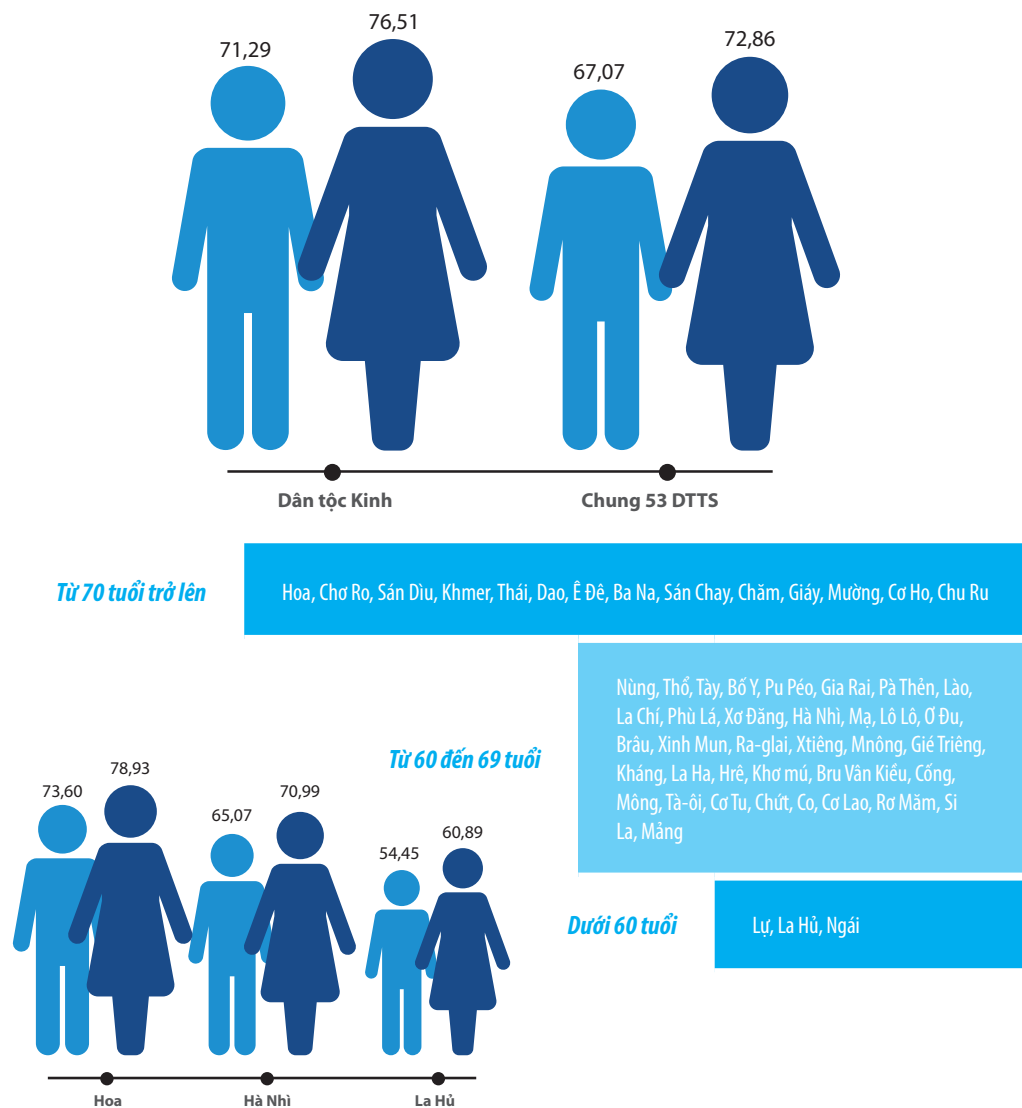 71,29
76,51
67,07
72,86
Dân tộc Kinh
Chung 53 DTTS
Từ 70 tuổi trở lên
Hoa, Chơ Ro, Sán Dìu, Khmer, Thái, Dao, Ê Đê, Ba Na, Sán Chay, Chăm, Giáy, Mường, Cơ Ho, Chu Ru
Từ 60 đến 69 tuổi
Nùng, Thổ, Tày, Bố Y, Pu Péo, Gia Rai, Pà Thẻn, Lào,
La Chí, Phù Lá, Xơ Đăng, Hà Nhì, Mạ, Lô Lô, Ơ Đu,
Brâu, Xinh Mun, Ra-glai, Xtiêng, Mnông, Gié Triêng,
Kháng, La Ha, Hrê, Khơ mú, Bru Vân Kiều, Cống,
Mông, Tà-ôi, Cơ Tu, Chứt, Co, Cơ Lao, Rơ Măm, Si
La, Mảng
Dưới 60 tuổi
Lự, La Hủ, Ngái
73,60
78,93
65,07
70,99
54,45
60,89
Hoa
Hà Nhì
La Hủ